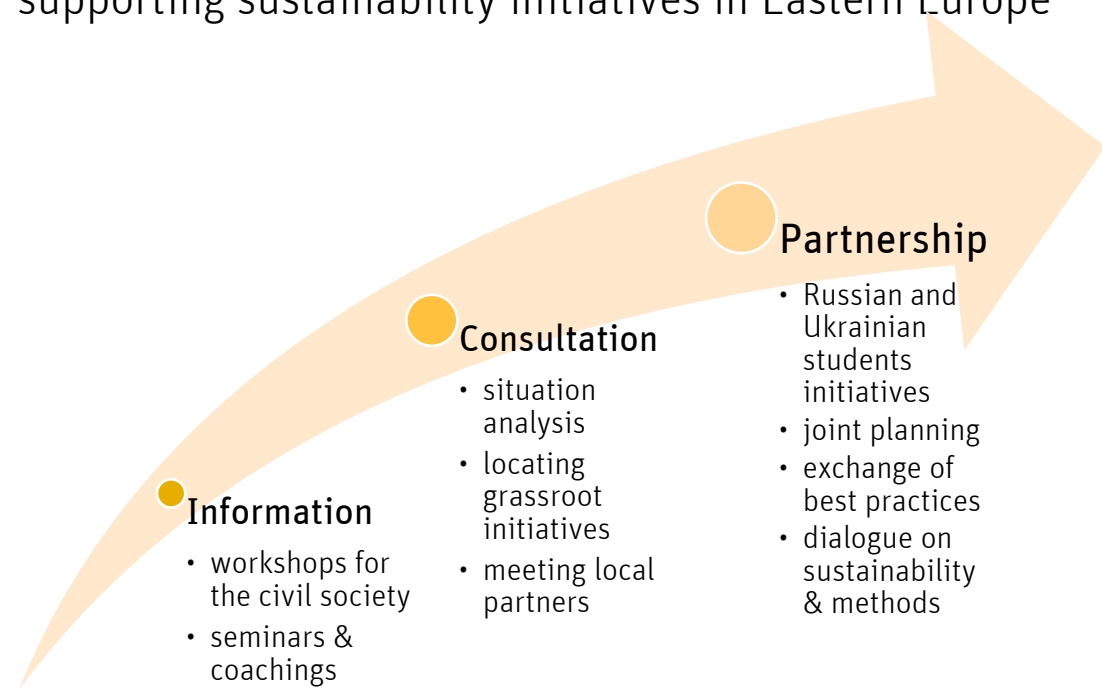 supporting sustainability initiatives in Eastern Europe
Partnership
• Russian and
Ukrainian
students
initiatives
• joint planning
• exchange of
best practices
• dialogue on
sustainability
& methods
Consultation
• situation
analysis
• locating
grassroot
initiatives
• meeting local
partners
Information
• workshops for
the civil society
• seminars &
coachings